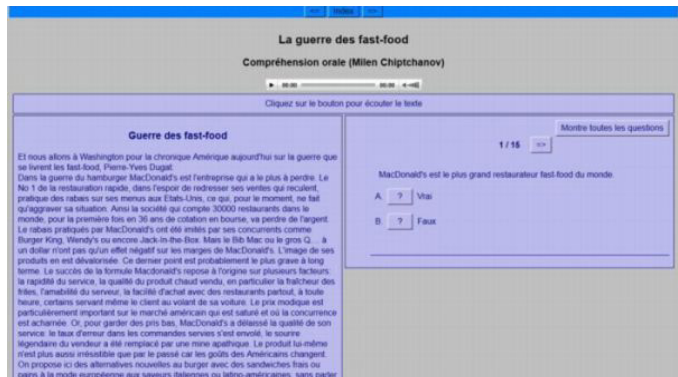 <= Index =>
La guerre des fast-food
Compréhension orale (Milen Chiptchanov)
00:00 00:00
Cliquez sur le bouton pour écouter le texte
Guerre des fast-food
Et nous allons à Washington pour la chronique Amérique aujourd'hui sur la guerre que
se livrent les fast-food, Pierre-Yves Dugat.
Dans la guerre du hamburger MacDonald's est l'entreprise qui a le plus à perdre. Le
No 1 de la restauration rapide, dans l'espoir de redresser ses ventes qui reculent,
pratique des rabais sur ses menus aux Etats-Unis, ce qui, pour le moment, ne fait
qu'aggraver sa situation. Ainsi la société qui compte 30000 restaurants dans le
monde, pour la première fois en 36 ans de cotation en bourse, va perdre de l'argent.
Le rabais pratiqués par MacDonald's ont été imités par ses concurrents comme
Burger King, Wendy's ou encore Jack-In-the-Box. Mais le Bib Mac ou le gros Q... à
un dollar n'ont pas qu'un effet négatif sur les marges de MacDonald's. L'image de ses
produits en est dévalorisée. Ce dernier point est probablement le plus grave à long
terme. Le succès de la formule Macdonald's repose à l'origine sur plusieurs facteurs:
la rapidité du service, la qualité du produit chaud vendu, en particulier la fraîcheur des
frites, l'amabilité du serveur, la facilité d'achat avec des restaurants partout, à toute
heure, certains servant même le client au volant de sa voiture. Le prix modique est
particulièrement important sur le marché américain qui est saturé et où la concurrence
est acharnée. Or, pour garder des prix bas, MacDonald's a délaissé la qualité de son
service: le taux d'erreur dans les commandes servies s'est envolé, le sourire
légendaire du vendeur a été remplacé par une mine apathique. Le produit lui-même
n'est plus aussi irrésistible que par le passé car les goûts des Américains changent.
On propose ici des alternatives nouvelles au burger avec des sandwiches frais ou
pains à la mode européenne aux saveurs italiennes ou latino-américaines, sans parler
Montre toutes les questions
1 / 15 =>
MacDonald's est le plus grand restaurateur fast-food du monde.
A. ? Vrai
B. ? Faux